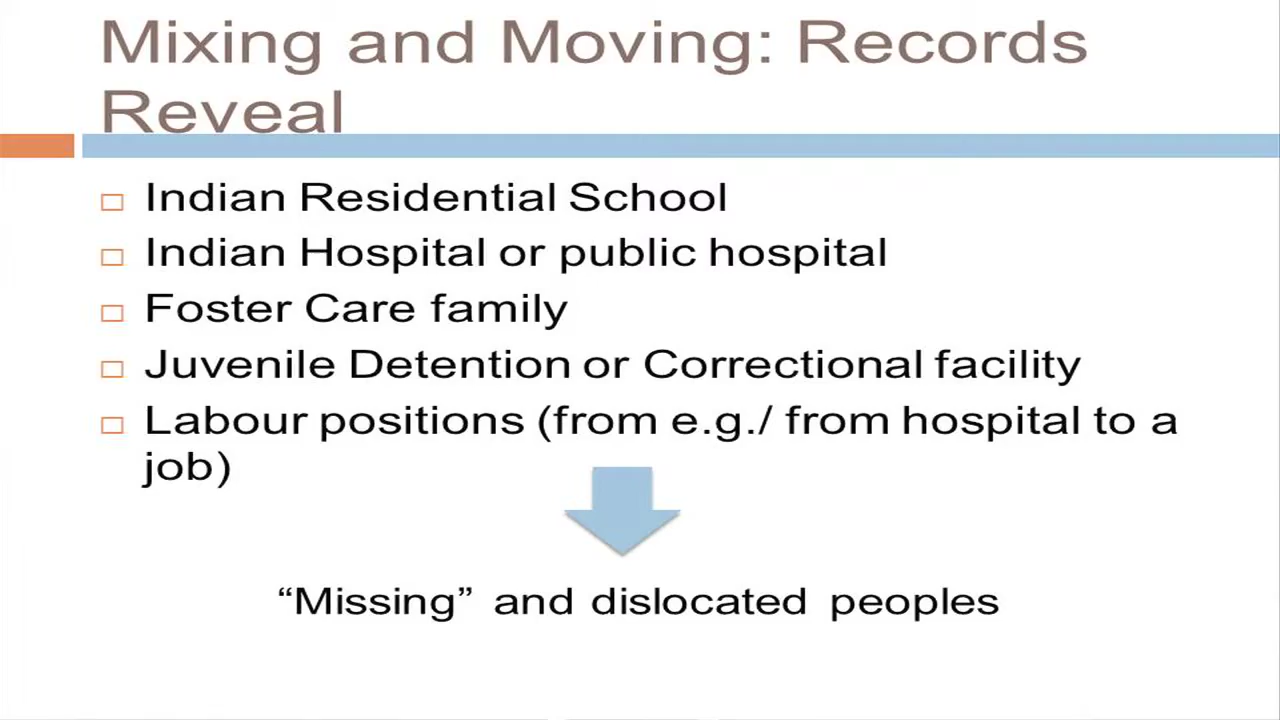 Mixing and Moving: Records
Reveal
Indian Residential School
Indian Hospital or public hospital
Foster Care family
Juvenile Detention or Correctional facility
Labour positions (from e.g./ from hospital to a
job)
“Missing” and dislocated peoples